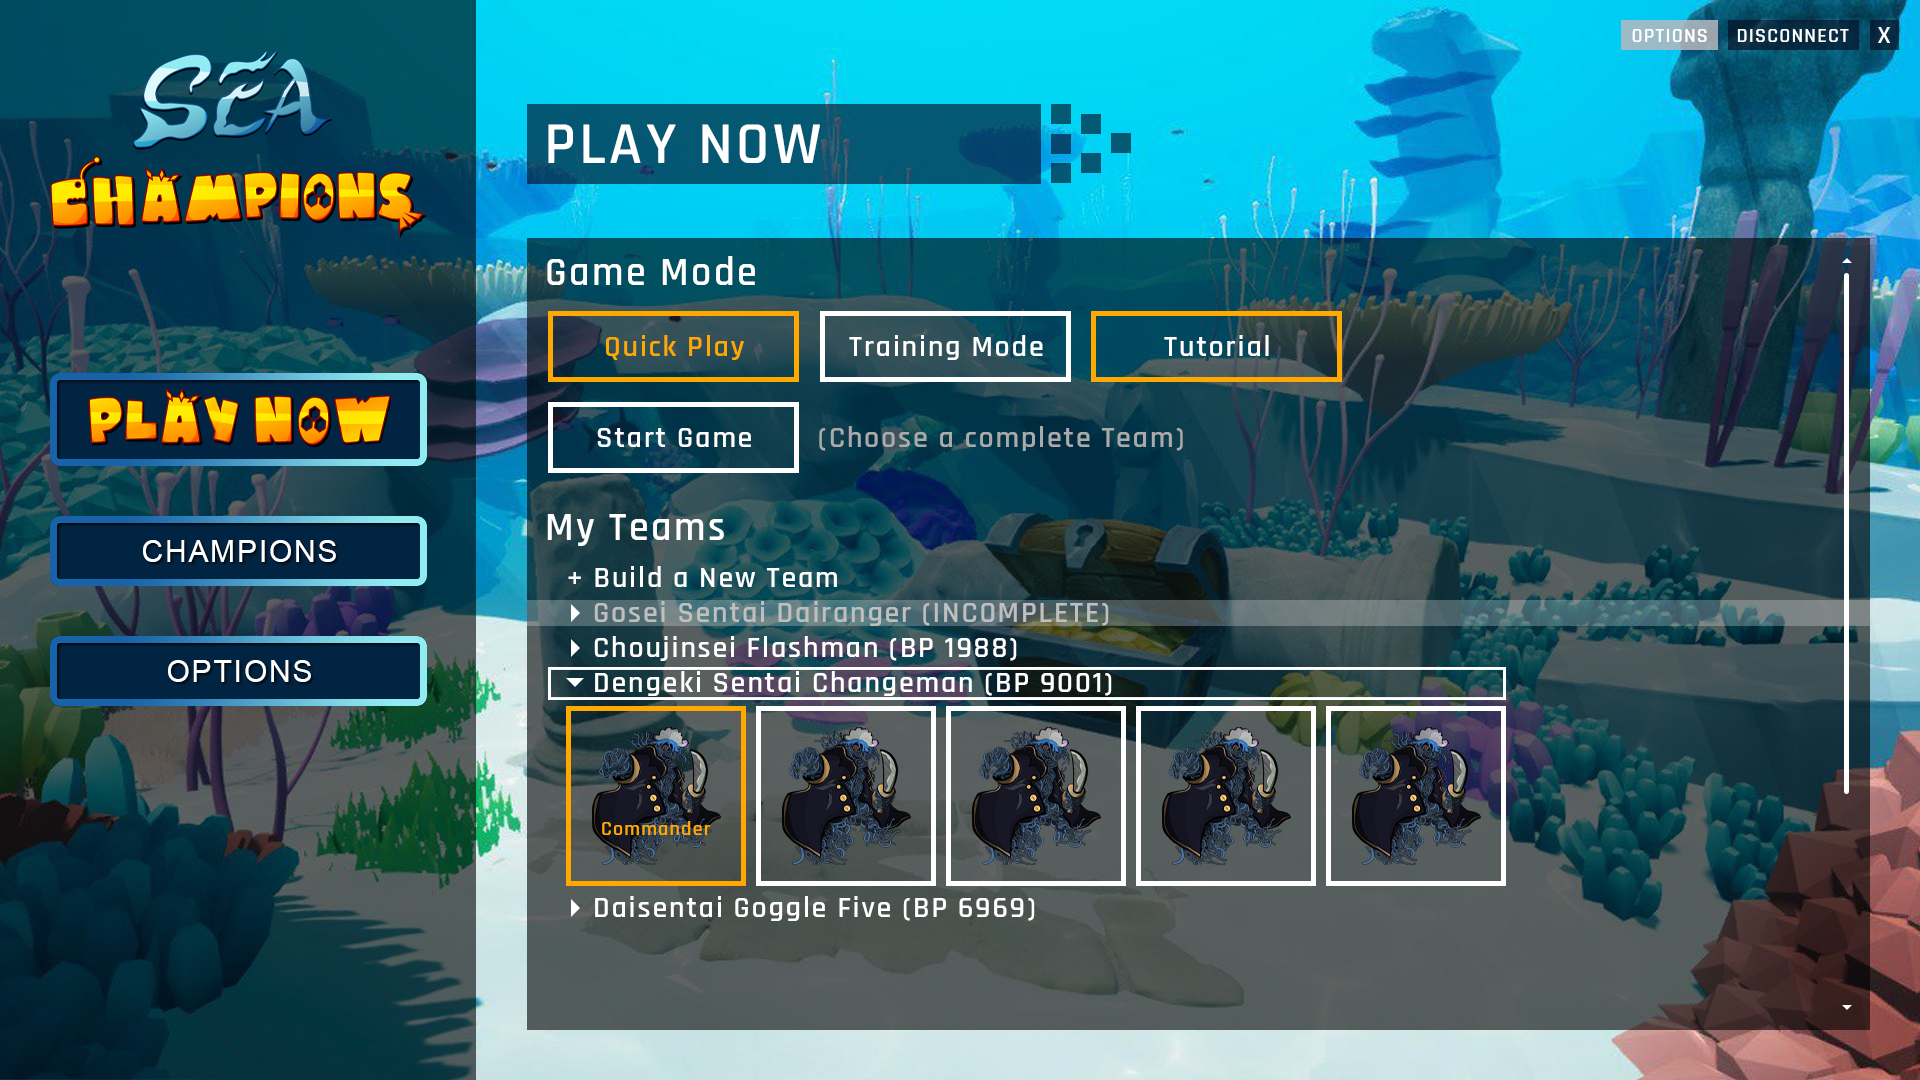 SEA
CHAMPIONS
PLAY NOW
CHAMPIONS
OPTIONS
OPTIONS DISCONNECT X
PLAY NOW
Game Mode
Quick Play Training Mode Tutorial
Start Game (Choose a complete Team)
My Teams
+ Build a New Team
Gosei Sentai Dairanger (INCOMPLETE)
Choujinsei Flashman (BP 1988)
Dengeki Sentai Changeman (BP 9001)
Commander
Daisentai Goggle Five (BP 6969)